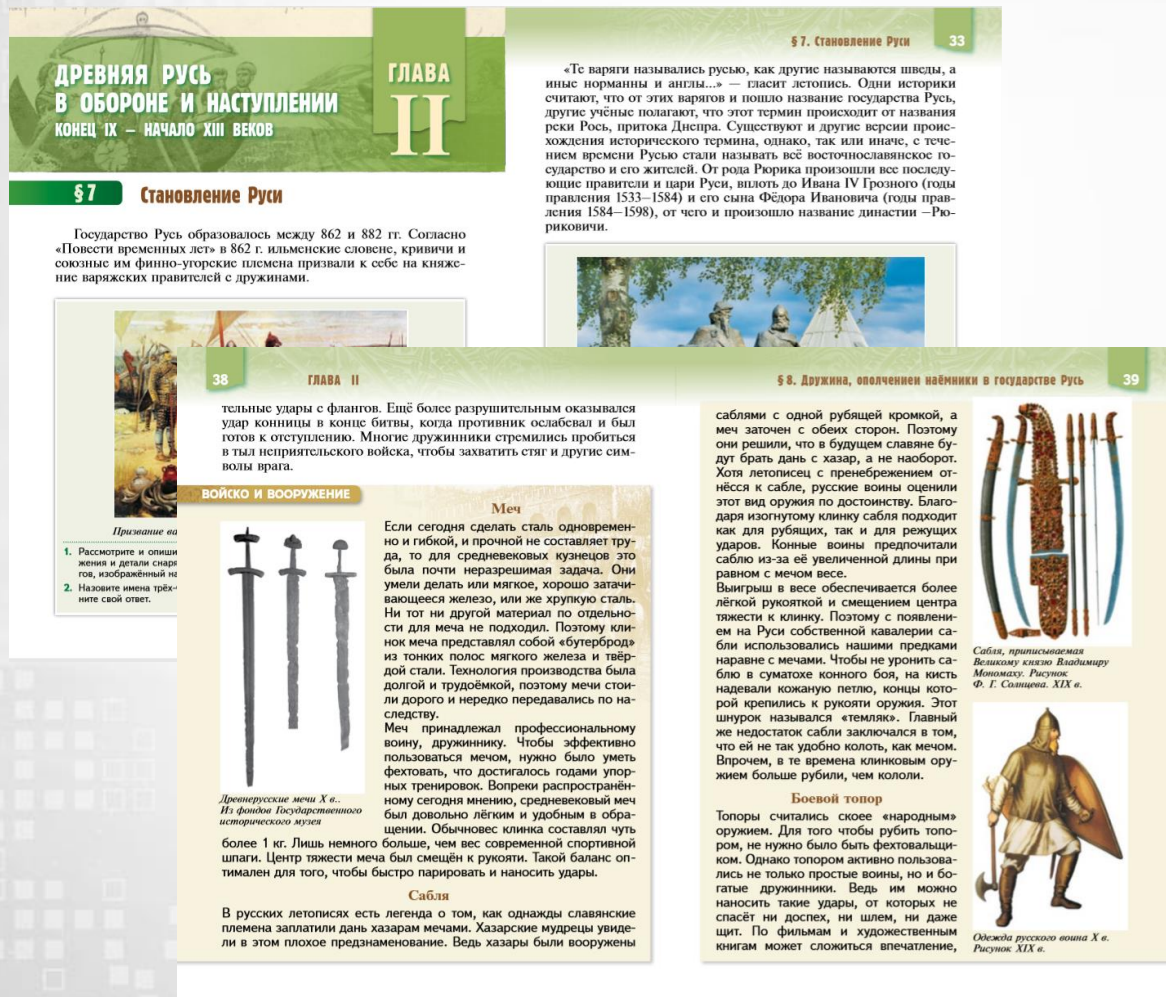 ДРЕВНЯЯ РУСЬ
В ОБОРОНЕ И НАСТУПЛЕНИИ
КОНЕЦ IX – НАЧАЛО XIII ВЕКОВ
ГЛАВА
II
§ 7 Становление Руси
Государство Русь образовалось между 862 и 882 гг. Согласно
«Повести временных лет» в 862 г. ильменские словене, кривичи и
союзные им финно-угорские племена призвали к себе на княже-
ние варяжских правителей с дружинами.
Призвание ва
1. Рассмотрите и опиши
жения и детали снаря
гов, изображённый на
2. Назовите имена трёх-
ните свой ответ.
§ 7. Становление Руси 33
«Те варяги назывались русью, как другие называются шведы, а
иные норманны и англы...» — гласит летопись. Одни историки
считают, что от этих варягов и пошло название государства Русь,
другие учёные полагают, что этот термин происходит от названия
реки Рось, притока Днепра. Существуют и другие версии проис-
хождения исторического термина, однако, так или иначе, с тече-
нием времени Русью стали называть всё восточнославянское го-
сударство и его жителей. От рода Рюрика произошли все последу-
ющие правители и цари Руси, вплоть до Ивана IV Грозного (годы
правления 1533–1584) и его сына Фёдора Ивановича (годы прав-
ления 1584–1598), от чего и произошло название династии –Рю-
риковичи.
38 ГЛАВА II
тельные удары с флангов. Ещё более разрушительным оказывался
удар конницы в конце битвы, когда противник ослабевал и был
готов к отступлению. Многие дружинники стремились пробиться
в тыл неприятельского войска, чтобы захватить стяг и другие сим-
волы врага.
ВОЙСКО И ВООРУЖЕНИЕ
Меч
Если сегодня сделать сталь одновремен-
но и гибкой, и прочной не составляет тру-
да, то для средневековых кузнецов это
была почти неразрешимая задача. Они
умели делать или мягкое, хорошо затачи-
вающееся железо, или же хрупкую сталь.
Ни тот ни другой материал по отдельно-
сти для меча не подходил. Поэтому кли-
нок меча представлял собой «бутерброд»
из тонких полос мягкого железа и твёр-
дой стали. Технология производства была
долгой и трудоёмкой, поэтому мечи стои-
ли дорого и нередко передавались по на-
следству.
Меч принадлежал профессиональному
воину, дружиннику. Чтобы эффективно
пользоваться мечом, нужно было уметь
фехтовать, что достигалось годами упор-
ных тренировок. Вопреки распространён-
ному сегодня мнению, средневековый меч
был довольно лёгким и удобным в обра-
щении. Обычновес клинка составлял чуть
более 1 кг. Лишь немного больше, чем вес современной спортивной
шпаги. Центр тяжести меча был смещён к рукояти. Такой баланс оп-
тимален для того, чтобы быстро парировать и наносить удары.
Древнерусские мечи X в..
Из фондов Государственного
исторического музея
Сабля
В русских летописях есть легенда о том, как однажды славянские
племена заплатили дань хазарам мечами. Хазарские мудрецы увиде-
ли в этом плохое предзнаменование. Ведь хазары были вооружены
§ 8. Дружина, ополчениеи наёмники в государстве Русь 39
саблями с одной рубящей кромкой, а
меч заточен с обеих сторон. Поэтому
они решили, что в будущем славяне бу-
дут брать дань с хазар, а не наоборот.
Хотя летописец с пренебрежением от-
нёсся к сабле, русские воины оценили
этот вид оружия по достоинству. Благо-
даря изогнутому клинку сабля подходит
как для рубящих, так и для режущих
ударов. Конные воины предпочитали
саблю из-за её увеличенной длины при
равном с мечом весе.
Выигрыш в весе обеспечивается более
лёгкой рукояткой и смещением центра
тяжести к клинку. Поэтому с появлени-
ем на Руси собственной кавалерии са-
бли использовались нашими предками
наравне с мечами. Чтобы не уронить са-
блю в суматохе конного боя, на кисть
надевали кожаную петлю, концы кото-
рой крепились к рукояти оружия. Этот
шнурок назывался «темляк». Главный
же недостаток сабли заключался в том,
что ей не так удобно колоть, как мечом.
Впрочем, в те времена клинковым ору-
жием больше рубили, чем кололи.
Боевой топор
Топоры считались скоее «народным»
оружием. Для того чтобы рубить топо-
ром, не нужно было быть фехтовальщи-
ком. Однако топором активно пользова-
лись не только простые воины, но и бо-
гатые дружинники. Ведь им можно
наносить такие удары, от которых не
спасёт ни доспех, ни шлем, ни даже
щит. По фильмам и художественным
книгам может сложиться впечатление,
Сабля, приписываемая
Великому князю Владимиру
Мономаху. Рисунок
Ф. Г. Солнцева. XIX в.
Одежда русского воина X в.
Рисунок XIX в.